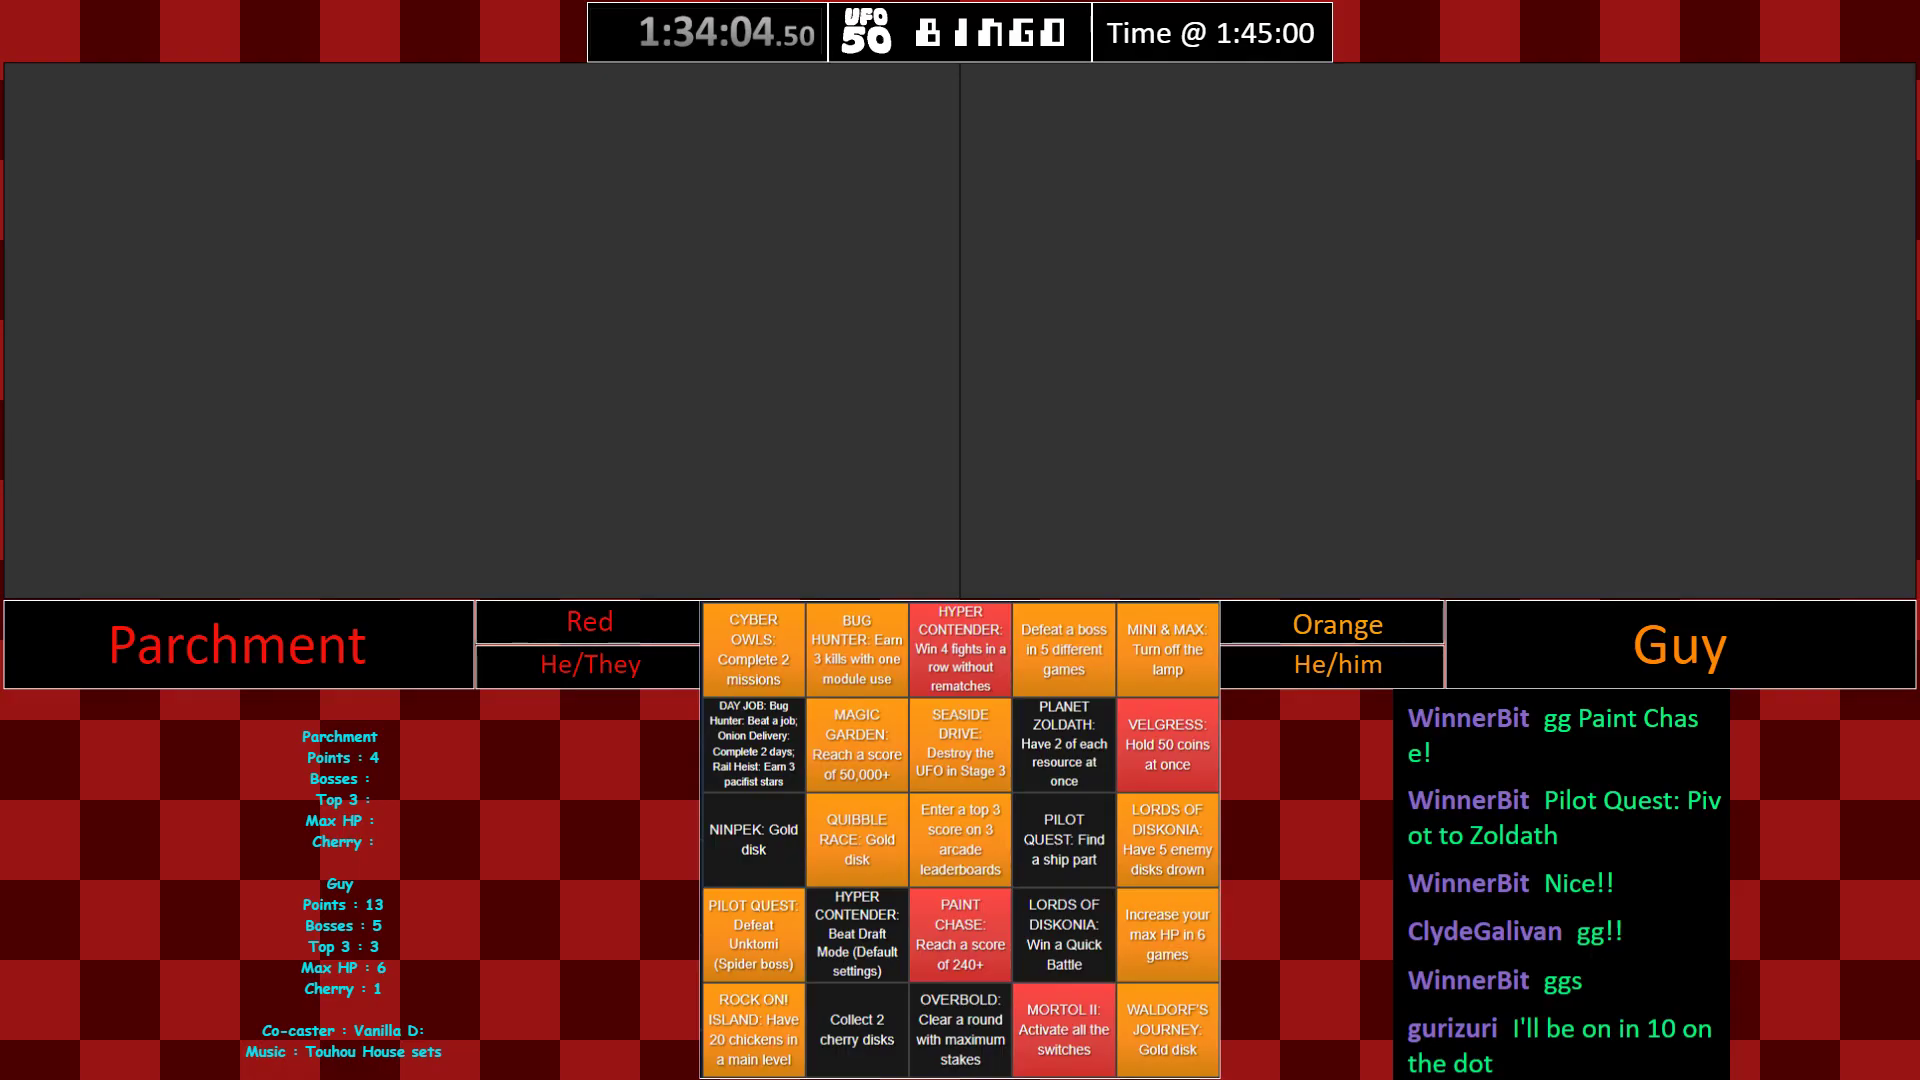 1:34:04.50
UFO
50
BINGO
Time @ 1:45:00
Parchment
Red
He/They
Orange
He/him
Guy
CYBER
OWLS:
Complete 2
missions
BUG
HUNTER: Earn
3 kills with one
module use
HYPER
CONTENDER:
Win 4 fights in a
row without
rematches
Defeat a boss
in 5 different
games
MINI & MAX:
Turn off the
lamp
DAY JOB: Bug
Hunter: Beat a job;
Onion Delivery:
Complete 2 days;
Rail Heist: Earn 3
pacifist stars
MAGIC
GARDEN:
Reach a score
of 50,000+
SEASIDE
DRIVE:
Destroy the
UFO in Stage 3
PLANET
ZOLDATH:
Have 2 of each
resource at
once
VELGRESS:
Hold 50 coins
at once
NINPEK: Gold
disk
QUIBBLE
RACE: Gold
disk
Enter a top 3
score on 3
arcade
leaderboards
PILOT
QUEST: Find
a ship part
LORDS OF
DISKONIA:
Have 5 enemy
disks drown
PILOT QUEST:
Defeat
Unktomi
(Spider boss)
HYPER
CONTENDER:
Beat Draft
Mode (Default
settings)
PAINT
CHASE:
Reach a score
of 240+
LORDS OF
DISKONIA:
Win a Quick
Battle
Increase your
max HP in 6
games
ROCK ON!
ISLAND: Have
20 chickens in
a main level
Collect 2
cherry disks
OVERBOLD:
Clear a round
with maximum
stakes
MORTOL II:
Activate all the
switches
WALDORF'S
JOURNEY:
Gold disk
Parchment
Points : 4
Bosses :
Top 3 :
Max HP :
Cherry :
Guy
Points : 13
Bosses : 5
Top 3 : 3
Max HP : 6
Cherry : 1
Co-caster : Vanilla D:
Music : Touhou House sets
WinnerBit gg Paint Chas
e!
WinnerBit Pilot Quest: Piv
ot to Zoldath
WinnerBit Nice!!
ClydeGalivan gg!!
WinnerBit ggs
gurizuri I'll be on in 10 on
the dot